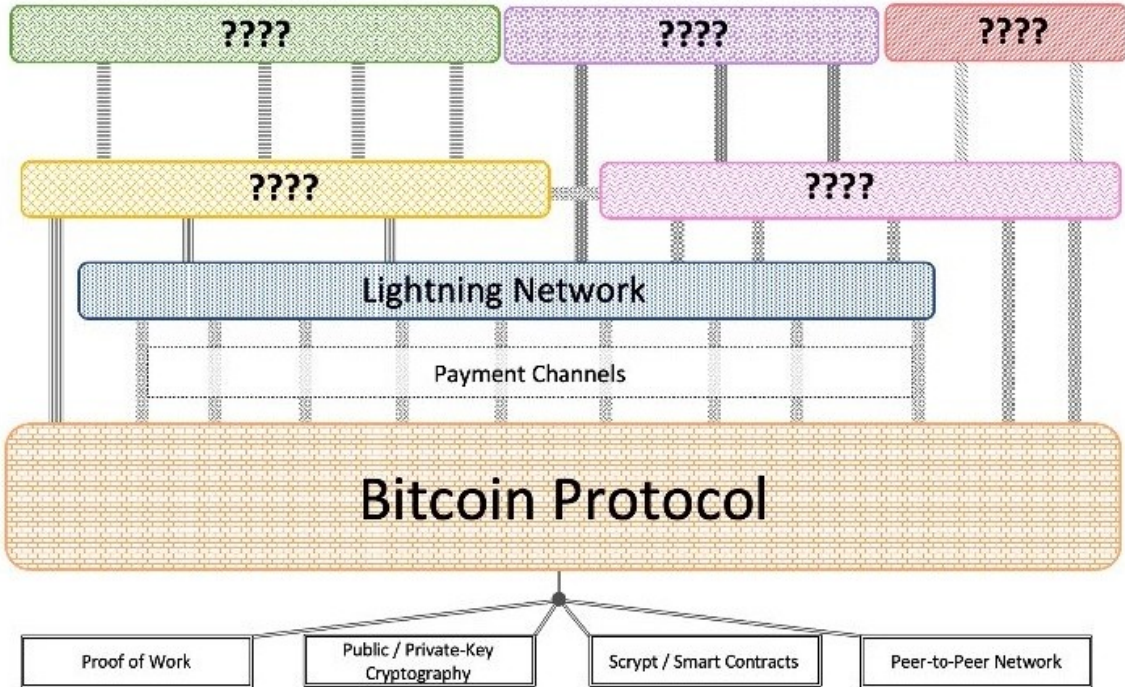 ????
????
????
????
????
Lightning Network
Payment Channels
Bitcoin Protocol
Proof of Work
Public / Private-Key
Cryptography
Scrypt / Smart Contracts
Peer-to-Peer Network